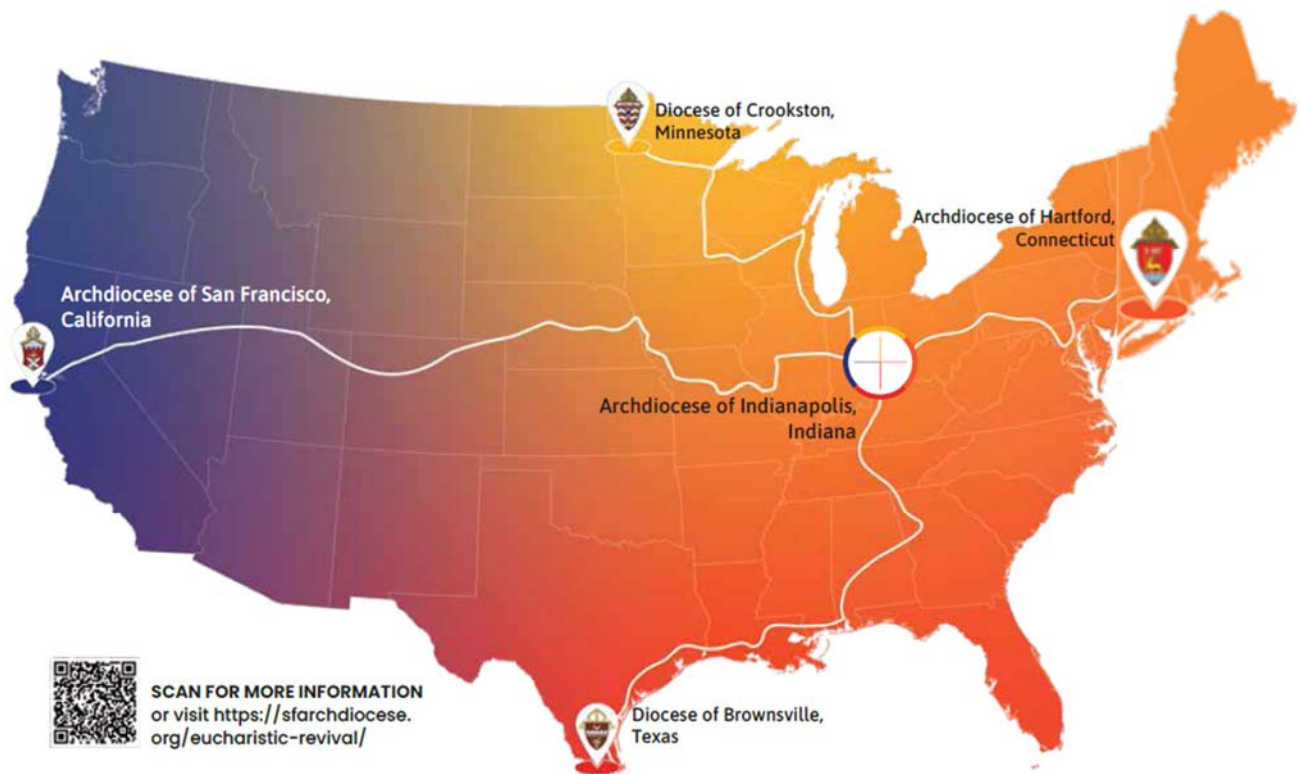 Diocese of Crookston,
Minnesota
Archdiocese of Hartford,
Connecticut
Archdiocese of San Francisco,
California
Archdiocese of Indianapolis,
Indiana
Diocese of Brownsville,
Texas
SCAN FOR MORE INFORMATION
or visit https://sfarchdiocese.
org/eucharistic-revival/